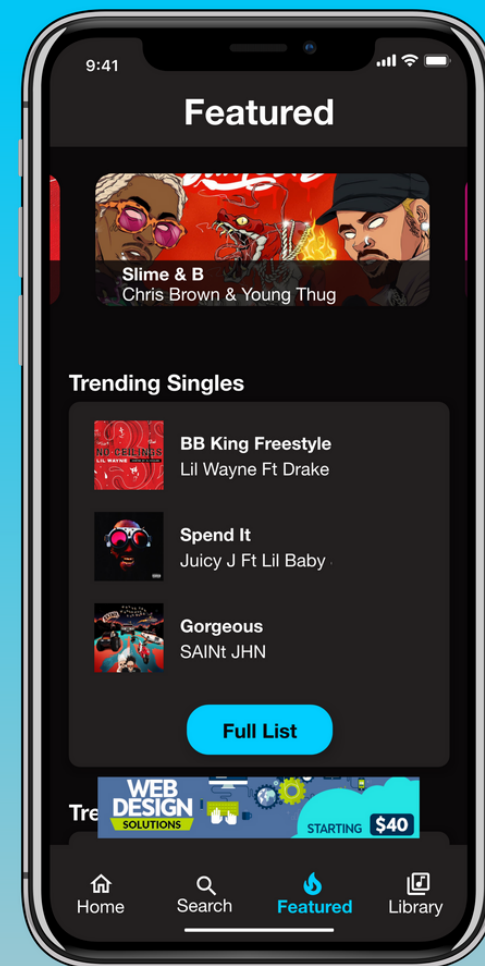 9:41
Featured
Slime & B
Chris Brown & Young Thug
Trending Singles
NO CEILINGS
LIL WAYNE
BB King Freestyle
Lil Wayne Ft Drake
Spend It
Juicy J Ft Lil Baby
Gorgeous
SAINt JHN
Full List
Tre
WEB
DESIGN
SOLUTIONS
STARTING $40
Home
Search
Featured
Library